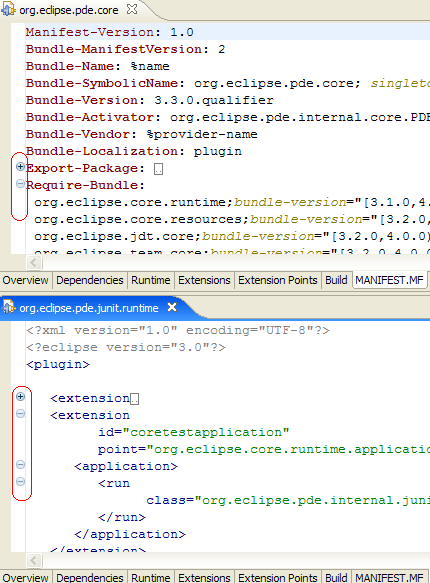 org.eclipse.pde.core
Manifest-Version: 1.0
Bundle-ManifestVersion: 2
Bundle-Name: %name
Bundle-SymbolicName: org.eclipse.pde.core; singleto
Bundle-Version: 3.3.0.qualifier
Bundle-Activator: org.eclipse.pde.internal.core.PDE
Bundle-Vendor: %provider-name
Bundle-Localization: plugin
Export-Package:
Require-Bundle:
org.eclipse.core.runtime;bundle-version="[3.1.0,4.
org.eclipse.core.resources;bundle-version="[3.2.0,
org.eclipse.jdt.core;bundle-version="[3.2.0,4.0.0)
org.eclipse.team.core;bundle-version="[3.2.0,4.0.0
Overview Dependencies Runtime Extensions Extension Points Build MANIFEST.MF
org.eclipse.pde.junit.runtime
<?xml version="1.0" encoding="UTF-8"?>
<?eclipse version="3.0"?>
<plugin>
<extension
<extension
id="coretestapplication"
point="org.eclipse.core.runtime.applicatio
<application>
<run
class="org.eclipse.pde.internal.juni
</run>
</application>
</extension>
Overview Dependencies Runtime Extensions Extension Points Build MANIFEST.MF